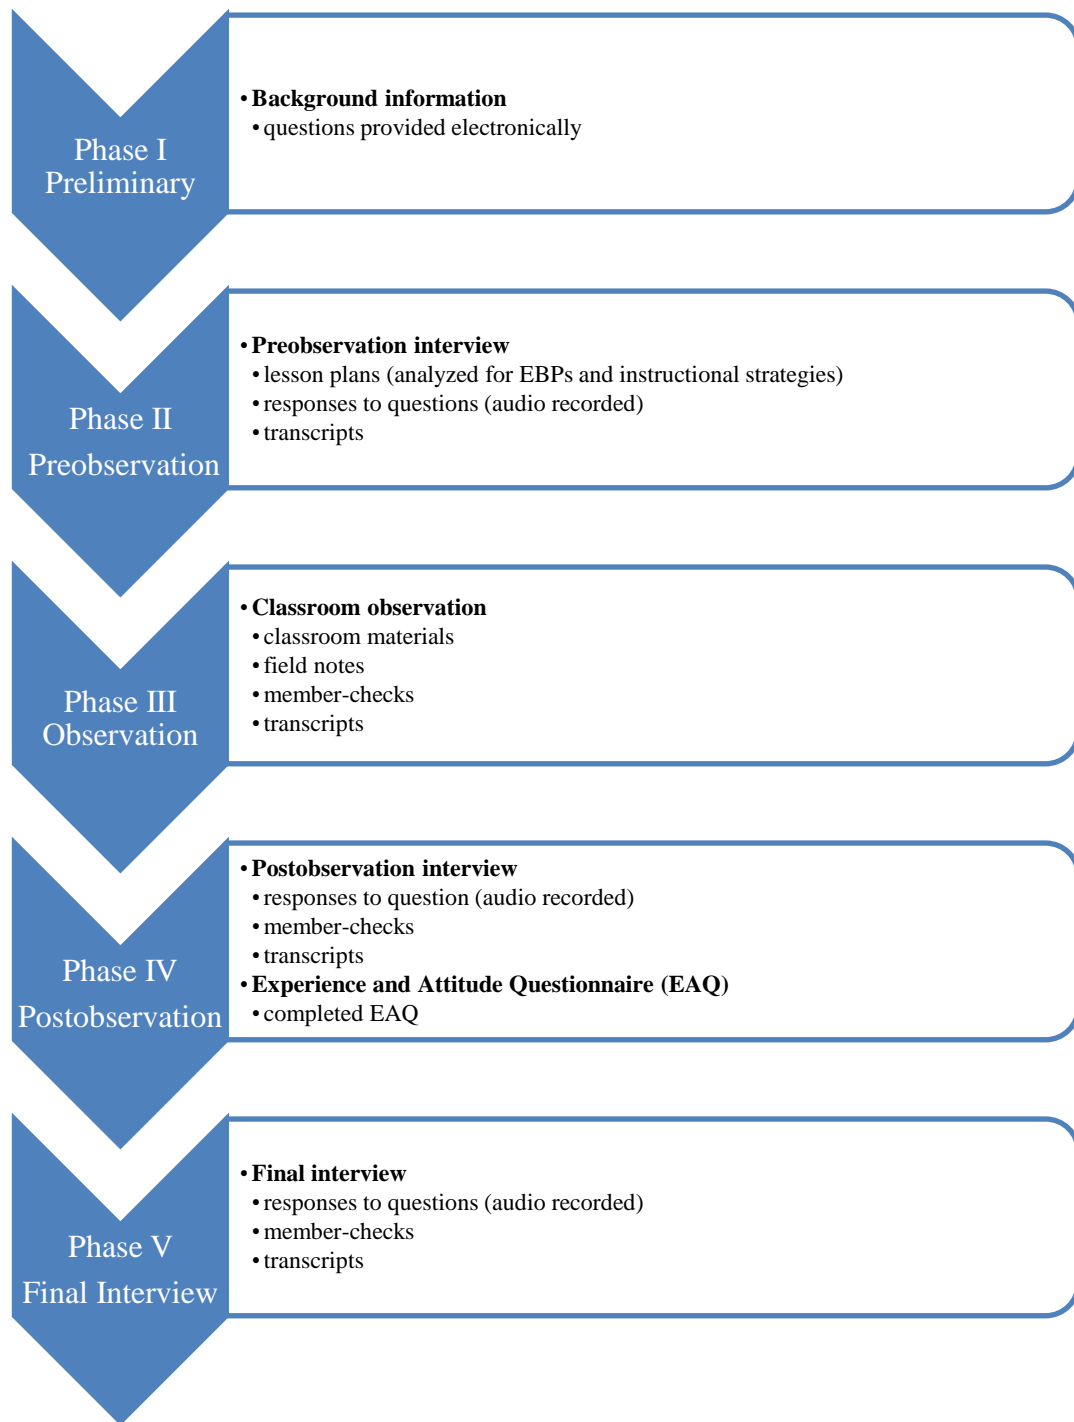 Phase I
Preliminary
• Background information
• questions provided electronically
Phase II
Preobservation
• Preobservation interview
• lesson plans (analyzed for EBPs and instructional strategies)
• responses to questions (audio recorded)
• transcripts
Phase III
Observation
• Classroom observation
• classroom materials
• field notes
• member-checks
• transcripts
Phase IV
Postobservation
• Postobservation interview
• responses to question (audio recorded)
• member-checks
• transcripts
• Experience and Attitude Questionnaire (EAQ)
• completed EAQ
Phase V
Final Interview
• Final interview
• responses to questions (audio recorded)
• member-checks
• transcripts